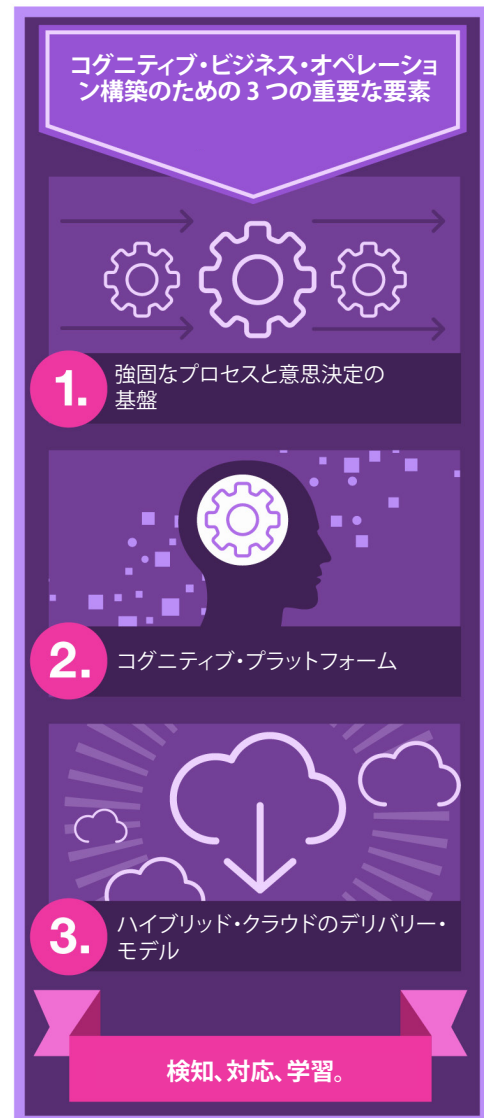 コグニティブ・ビジネス・オペレーショ
ン構築のための 3 つの重要な要素
1.
強固なプロセスと意思決定の
基盤
2.
コグニティブ・プラットフォーム
3.
ハイブリッド・クラウドのデリバリー・
モデル
検知、対応、学習。